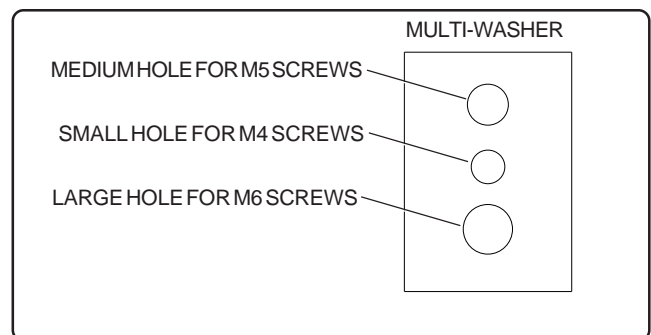 MULTI-WASHER
MEDIUM HOLE FOR M5 SCREWS
SMALL HOLE FOR M4 SCREWS
LARGE HOLE FOR M6 SCREWS